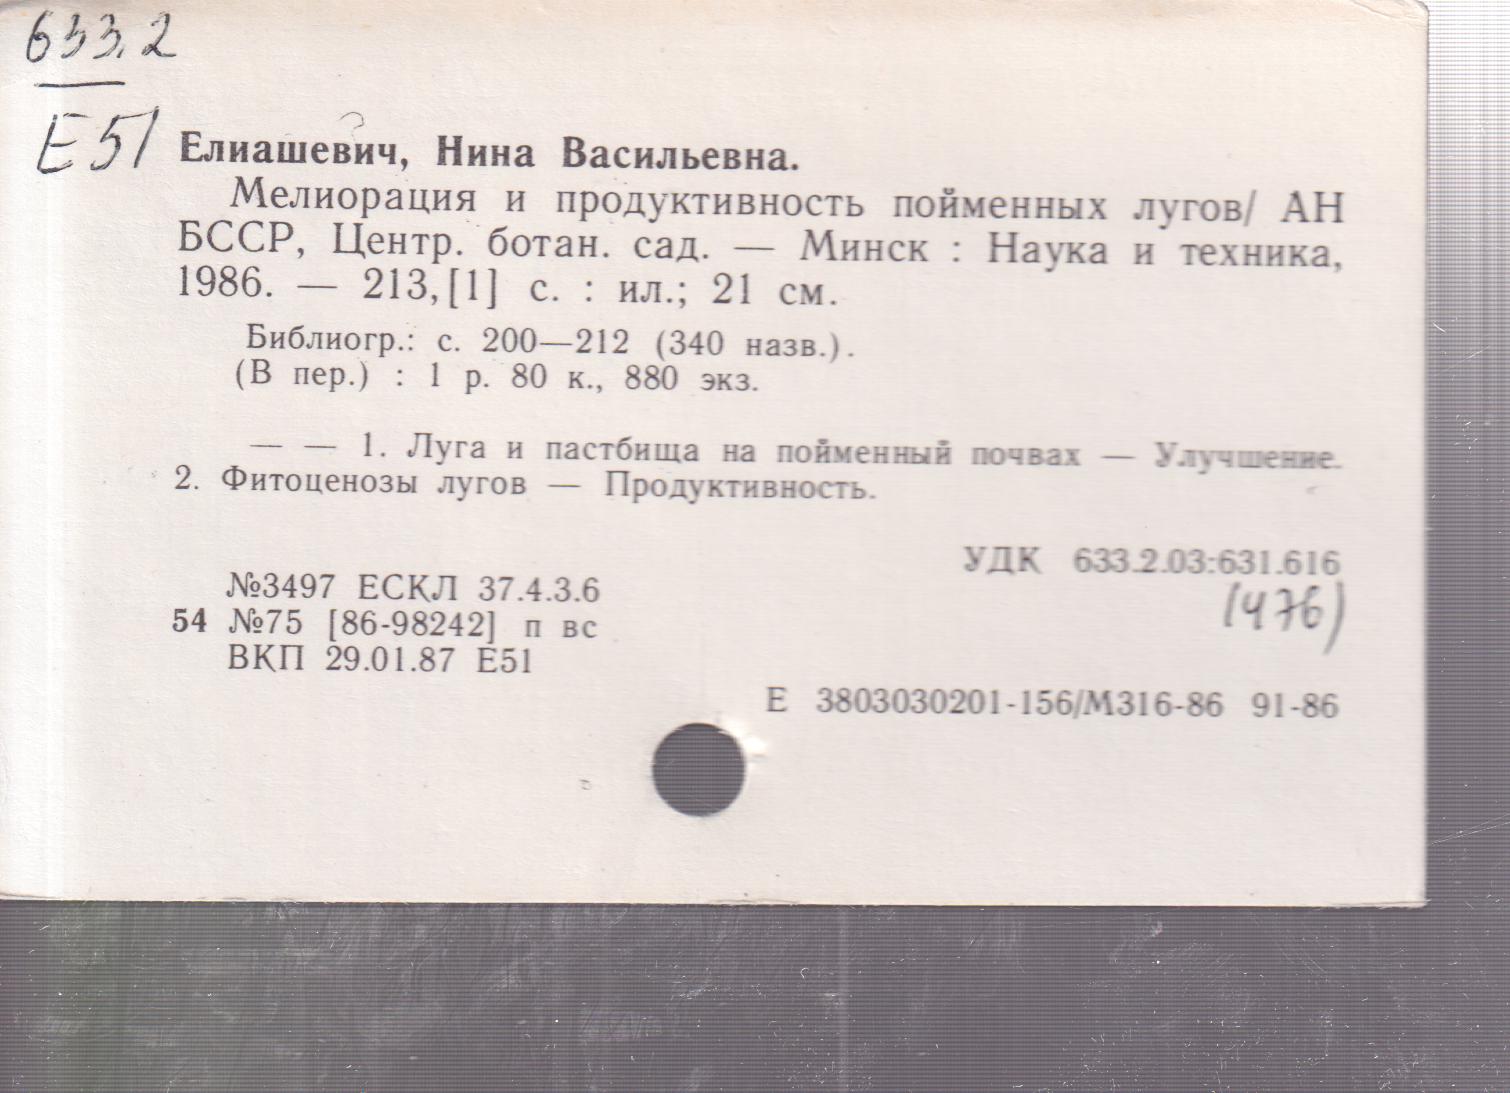 633.2
Е51
Елиашевич, Нина Васильевна.
Мелиорация и продуктивность пойменных лугов/ АН
БССР, Центр. ботан. сад. — Минск : Наука и техника,
1986. — 213,[1] с. : ил.; 21 см.
Библиогр.: с. 200—212 (340 назв.).
(В пер.) : 1 р. 80 к., 880 экз.
— — 1. Луга и пастбища на пойменный почвах — Улучшение.
2. Фитоценозы лугов — Продуктивность.
УДК 633.2.03:631.616
(476)
№3497 ЕСКЛ 37.4.3.6
54 №75 [86-98242] п вс
ВКП 29.01.87 Е51
Е 3803030201-156/М316-86 91-86